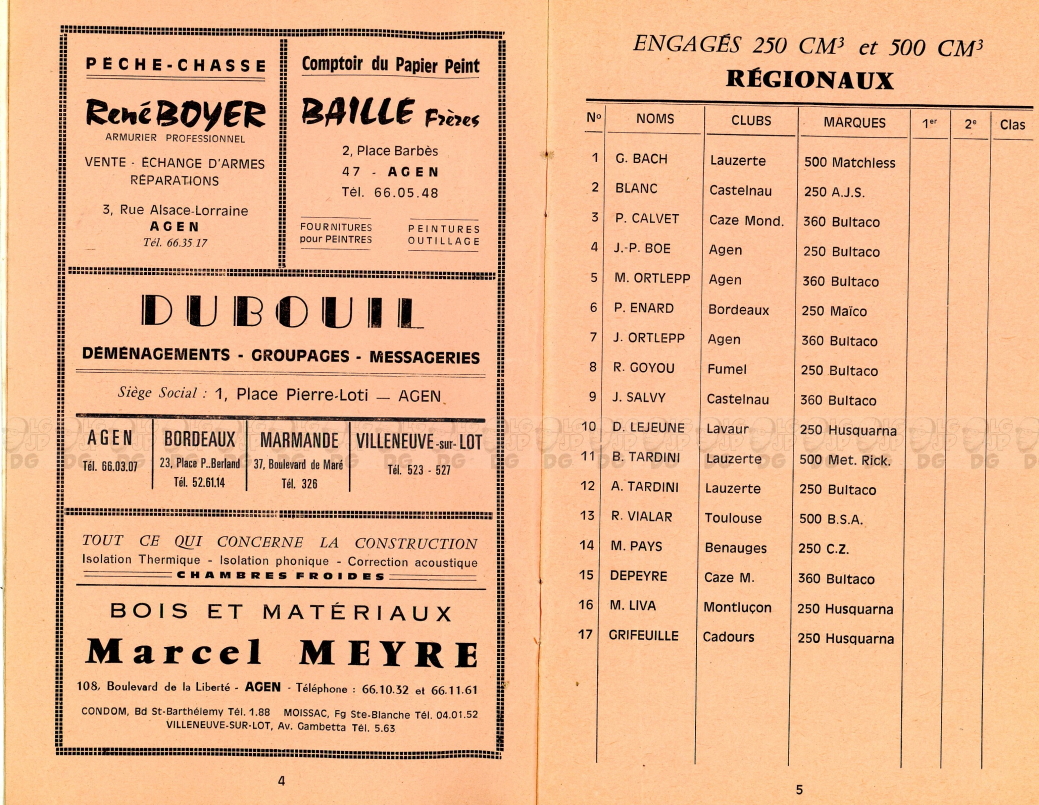 PÊCHE-CHASSE
René BOYER
ARMURIER PROFESSIONNEL
VENTE - ÉCHANGE D'ARMES
RÉPARATIONS
3, Rue Alsace-Lorraine
AGEN
Tél. 66.35 17
Comptoir du Papier Peint
BAILLE Frères
2, Place Barbès
47 - AGEN
Tél. 66.05.48
FOURNITURES
pour PEINTRES
PEINTURES
OUTILLAGE
DUBOUIL
DÉMÉNAGEMENTS - GROUPAGES - MESSAGERIES
Siège Social : 1, Place Pierre-Loti — AGEN
AGEN
Tél. 66.03.07
BORDEAUX
23, Place P..Berland
Tél. 52.61.14
MARMANDE
37, Boulevard de Maré
Tél. 326
VILLENEUVE-sur-LOT
Tél. 523 - 527
TOUT CE QUI CONCERNE LA CONSTRUCTION
Isolation Thermique - Isolation phonique - Correction acoustique
CHAMBRES FROIDES
BOIS ET MATÉRIAUX
Marcel MEYRE
108, Boulevard de la Liberté - AGEN - Téléphone : 66.10.32 et 66.11.61
CONDOM, Bd St-Barthélemy Tél. 1.88 MOISSAC, Fg Ste-Blanche Tél. 04.01.52
VILLENEUVE-SUR-LOT, Av. Gambetta Tél. 5.63
4
ENGAGÉS 250 CM³ et 500 CM³
RÉGIONAUX
Nº NOMS CLUBS MARQUES 1er 2e Clas
1 G. BACH Lauzerte 500 Matchless
2 BLANC Castelnau 250 A.J.S.
3 P. CALVET Caze Mond. 360 Bultaco
4 J.-P. BOE Agen 250 Bultaco
5 M. ORTLEPP Agen 360 Bultaco
6 P. ENARD Bordeaux 250 Maïco
7 J. ORTLEPP Agen 360 Bultaco
8 R. GOYOU Fumel 250 Bultaco
9 J. SALVY Castelnau 360 Bultaco
10 D. LEJEUNE Lavaur 250 Husquarna
11 B. TARDINI Lauzerte 500 Met. Rick.
12 A. TARDINI Lauzerte 250 Bultaco
13 R. VIALAR Toulouse 500 B.S.A.
14 M. PAYS Benauges 250 C.Z.
15 DEPEYRE Caze M. 360 Bultaco
16 M. LIVA Montluçon 250 Husquarna
17 GRIFEUILLE Cadours 250 Husquarna
5